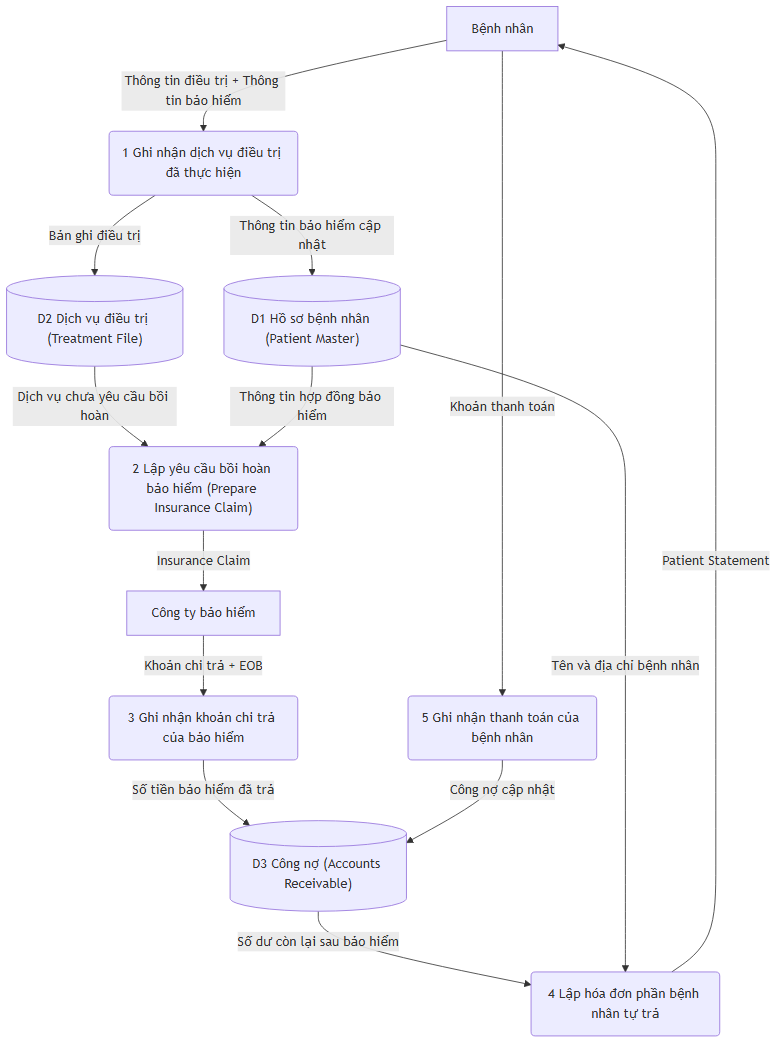 Bệnh nhân
Thông tin điều trị + Thông
tin bảo hiểm
1 Ghi nhận dịch vụ điều trị
đã thực hiện
Bản ghi điều trị
Thông tin bảo hiểm cập
nhật
D2 Dịch vụ điều trị
(Treatment File)
D1 Hồ sơ bệnh nhân
(Patient Master)
Dịch vụ chưa yêu cầu bồi
hoàn
Thông tin hợp đồng bảo
hiểm
Khoản thanh toán
2 Lập yêu cầu bồi hoàn
bảo hiểm (Prepare
Insurance Claim)
Insurance Claim
Patient Statement
Công ty bảo hiểm
Khoản chi trả + EOB
Tên và địa chỉ bệnh nhân
3 Ghi nhận khoản chi trả
của bảo hiểm
5 Ghi nhận thanh toán của
bệnh nhân
Số tiền bảo hiểm đã trả
Công nợ cập nhật
D3 Công nợ (Accounts
Receivable)
Số dư còn lại sau bảo hiểm
4 Lập hóa đơn phần bệnh
nhân tự trả